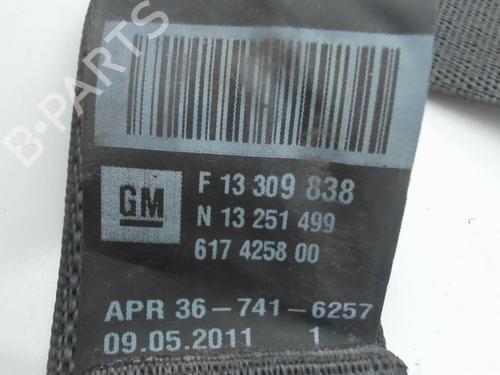 B-PARTS
GM
F 13 309 838
N 13 251 499
617 4258 00
APR 36-741-6257
09.05.2011 1